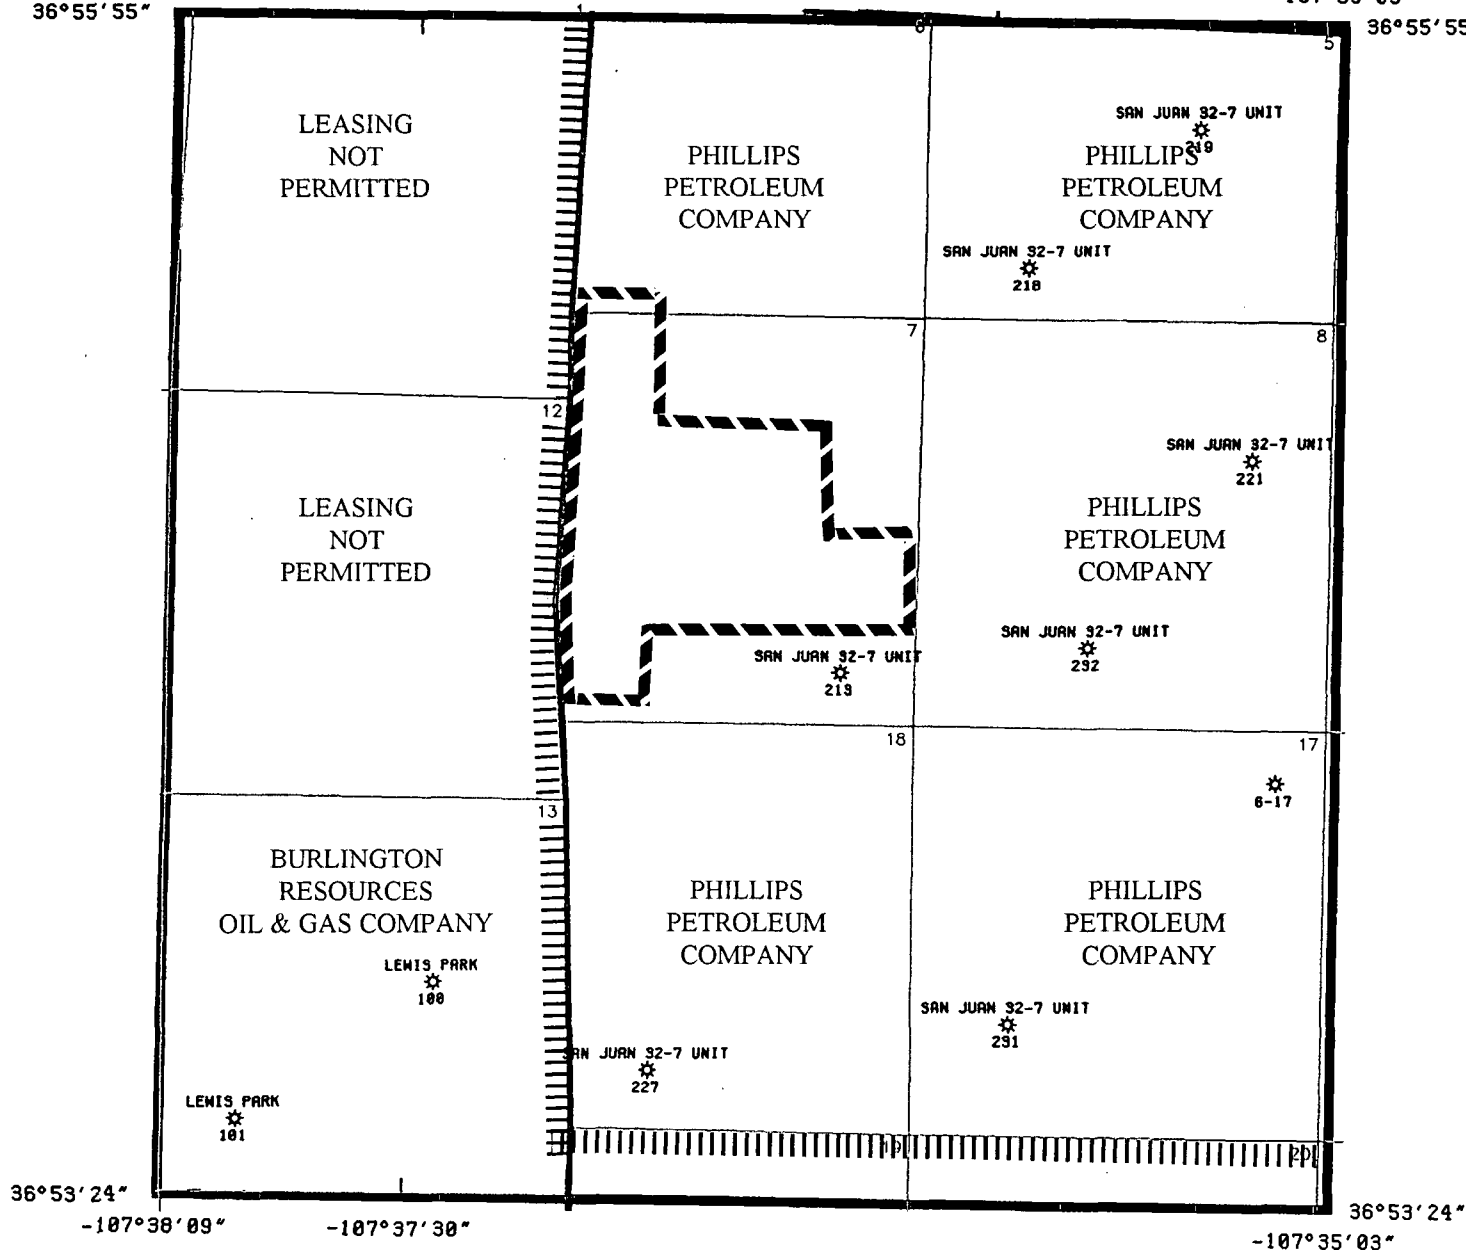 36°55'55"
1
6
36°55'55
5
LEASING
NOT
PERMITTED
PHILLIPS
PETROLEUM
COMPANY
SAN JUAN 32-7 UNIT
219
PHILLIPS
PETROLEUM
COMPANY
SAN JUAN 32-7 UNIT
218
7
8
12
SAN JUAN 32-7 UNIT
221
LEASING
NOT
PERMITTED
PHILLIPS
PETROLEUM
COMPANY
SAN JUAN 32-7 UNIT
292
SAN JUAN 32-7 UNIT
213
18
17
6-17
13
BURLINGTON
RESOURCES
OIL & GAS COMPANY
PHILLIPS
PETROLEUM
COMPANY
PHILLIPS
PETROLEUM
COMPANY
LEWIS PARK
100
SAN JUAN 32-7 UNIT
231
SAN JUAN 32-7 UNIT
227
LEWIS PARK
101
19
20
36°53'24"
36°53'24"
-107°38'09"
-107°37'30"
-107°35'03"